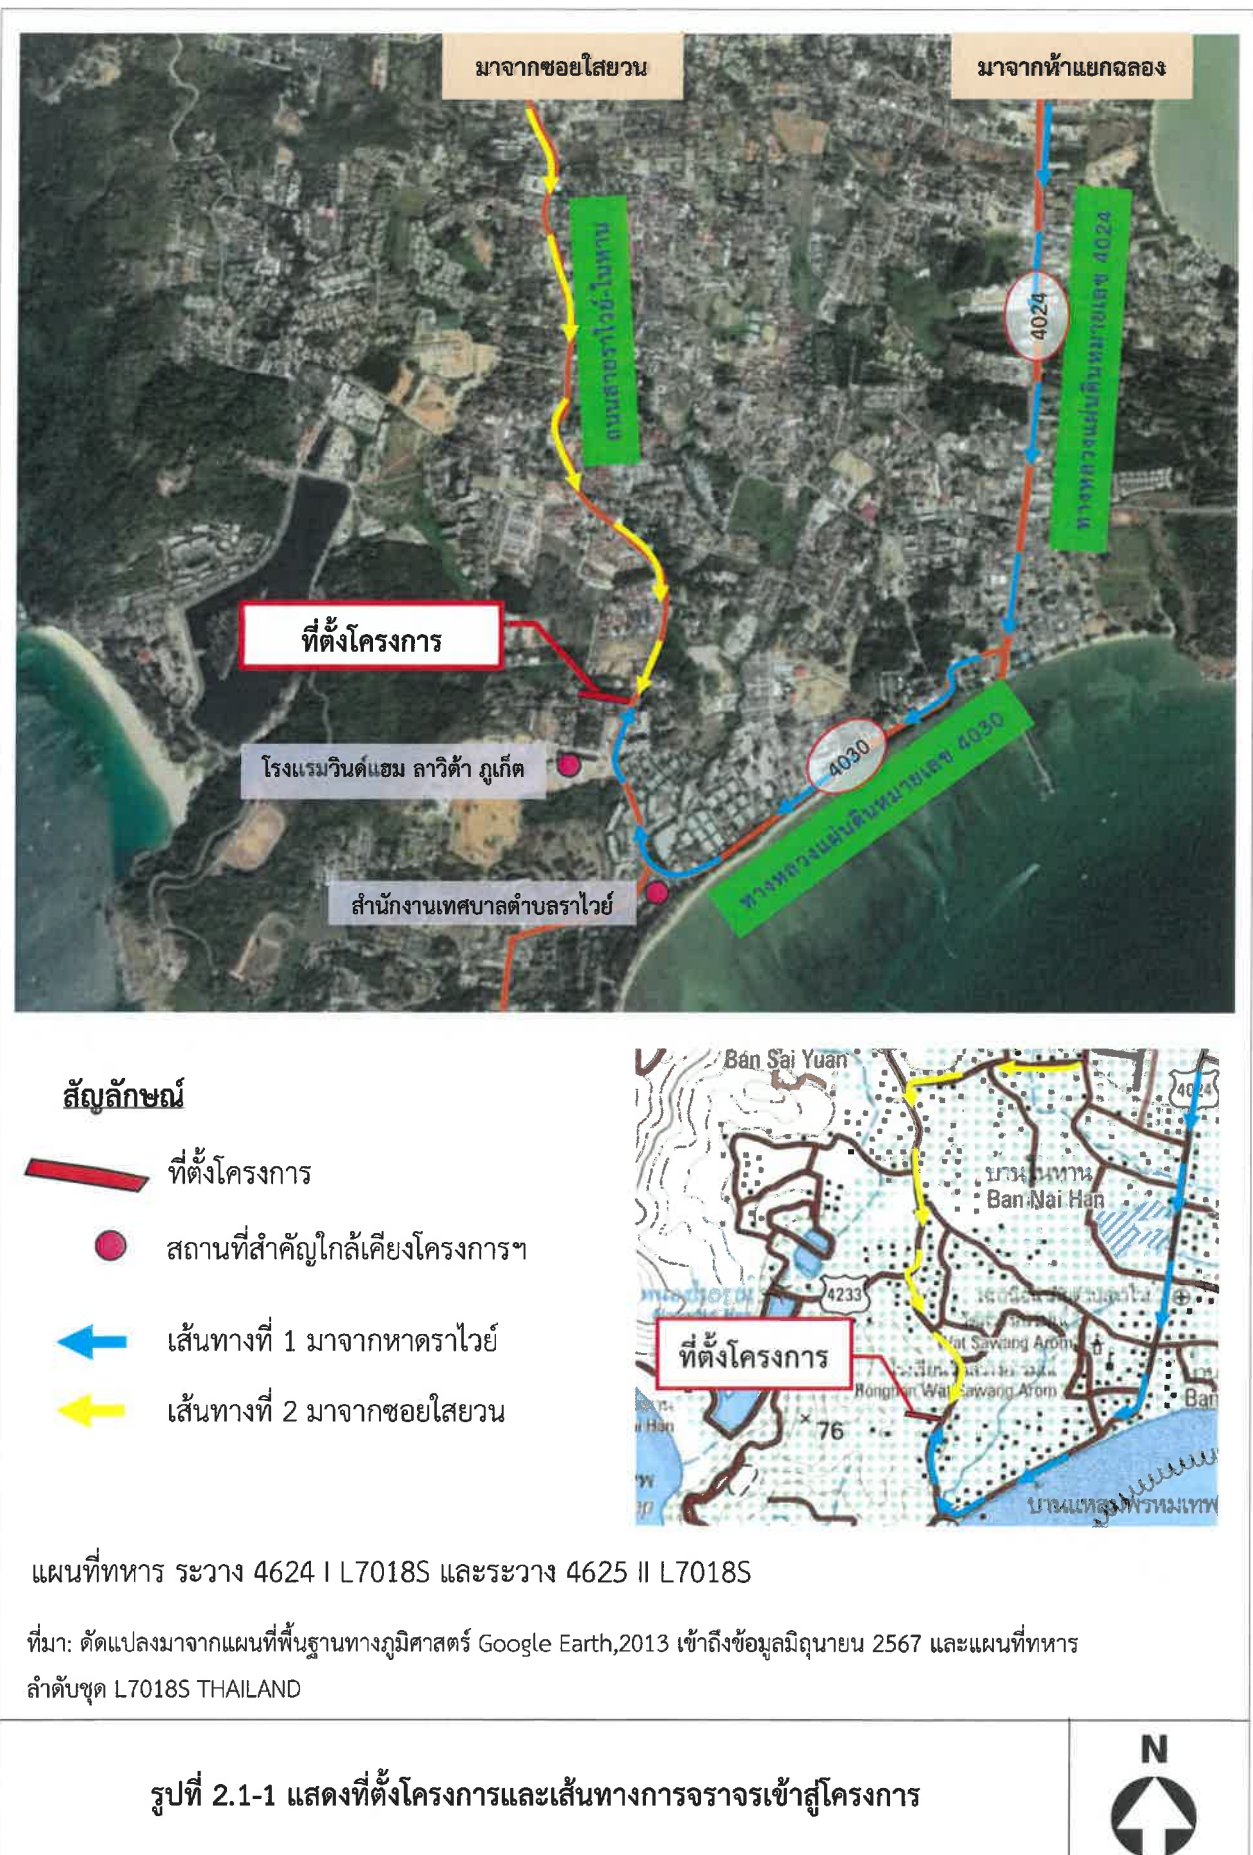 มาจากซอยใสยวน
มาจากห้าแยกฉลอง
ถนนสายราไวย์-ในหาน
ทางหลวงแผ่นดินหมายเลข 4024
4024
ที่ตั้งโครงการ
โรงแรมวินด์แฮม ลาวิต้า ภูเก็ต
4030
ทางหลวงแผ่นดินหมายเลข 4030
สำนักงานเทศบาลตำบลราไวย์
สัญลักษณ์
ที่ตั้งโครงการ
สถานที่สำคัญใกล้เคียงโครงการฯ
เส้นทางที่ 1 มาจากหาดราไวย์
เส้นทางที่ 2 มาจากซอยใสยวน
Ban Sai Yuan
4024
บ้านในหาน
Ban Nai Han
4233
Wat Sawang Arom
ที่ตั้งโครงการ
Rongrian Wat Sawang Arom
76
บ้านแหลมพรหมเทพ
แผนที่ทหาร ระวาง 4624 I L7018S และระวาง 4625 II L7018S
ที่มา: ดัดแปลงมาจากแผนที่พื้นฐานทางภูมิศาสตร์ Google Earth,2013 เข้าถึงข้อมูลมิถุนายน 2567 และแผนที่ทหาร
ลำดับชุด L7018S THAILAND
รูปที่ 2.1-1 แสดงที่ตั้งโครงการและเส้นทางการจราจรเข้าสู่โครงการ
N